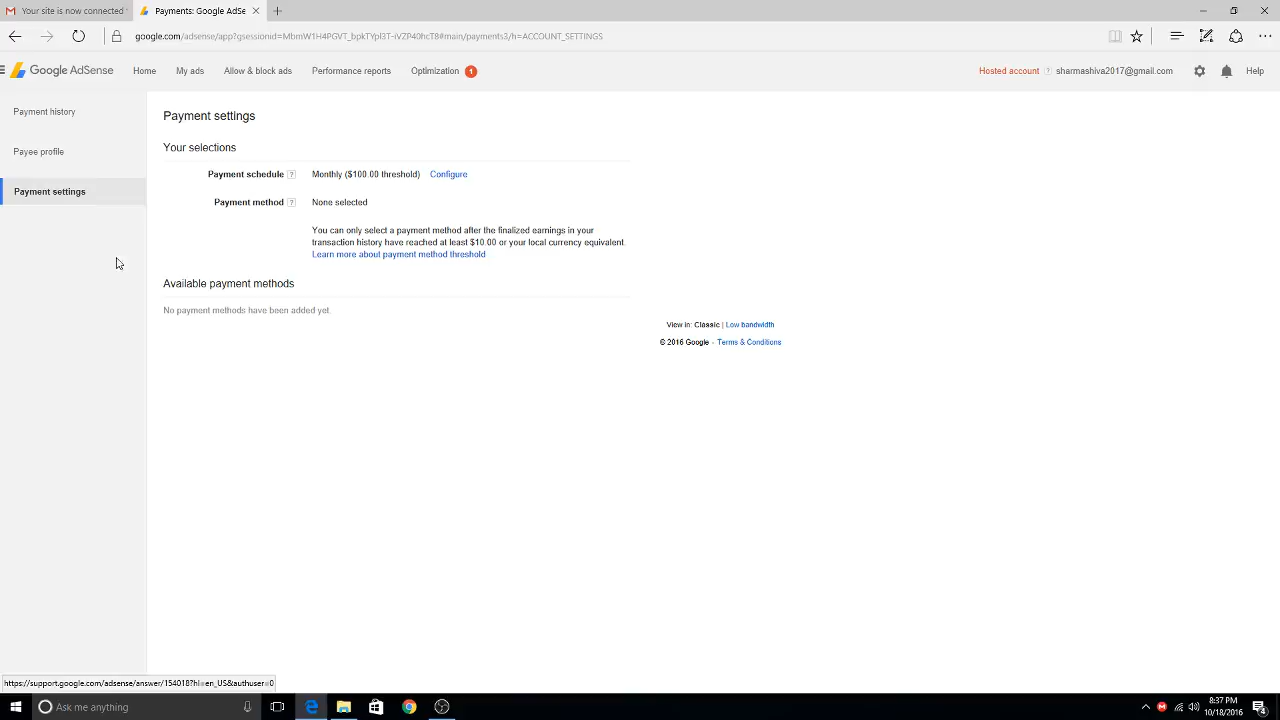 Your site is now connected
Payments: Google AdSe
google.com/adsense/app?gsessionid=MbmW1H4PGVT_bpkTYpI3T-iVZP40hcT8#main/payments3/h=ACCOUNT_SETTINGS
Google AdSense
Home
My ads
Allow & block ads
Performance reports
Optimization 1
Hosted account ?
sharmashiva2017@gmail.com
Help
Payment history
Payee profile
Payment settings
Payment settings
Your selections
Payment schedule ? Monthly ($100.00 threshold) Configure
Payment method ? None selected
You can only select a payment method after the finalized earnings in your
transaction history have reached at least $10.00 or your local currency equivalent.
Learn more about payment method threshold
Available payment methods
No payment methods have been added yet.
View in: Classic | Low bandwidth
© 2016 Google - Terms & Conditions
https://support.google.com/adsense/answer/154018?hl=en_US&authuser=0
Ask me anything
8:37 PM
10/18/2016